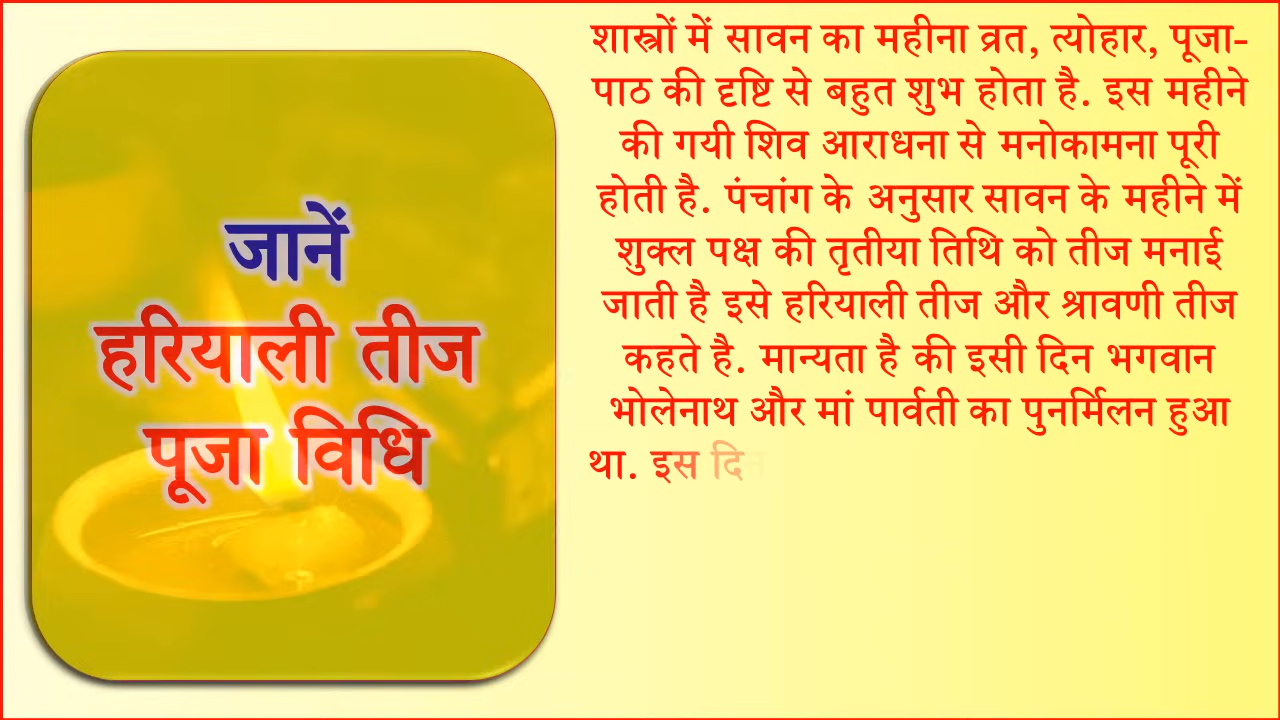 जानें
हरियाली तीज
पूजा विधि
शास्त्रों में सावन का महीना व्रत, त्योहार, पूजा-
पाठ की दृष्टि से बहुत शुभ होता है. इस महीने
की गयी शिव आराधना से मनोकामना पूरी
होती है. पंचांग के अनुसार सावन के महीने में
शुक्ल पक्ष की तृतीया तिथि को तीज मनाई
जाती है इसे हरियाली तीज और श्रावणी तीज
कहते है. मान्यता है की इसी दिन भगवान
भोलेनाथ और मां पार्वती का पुनर्मिलन हुआ
था. इस दिन